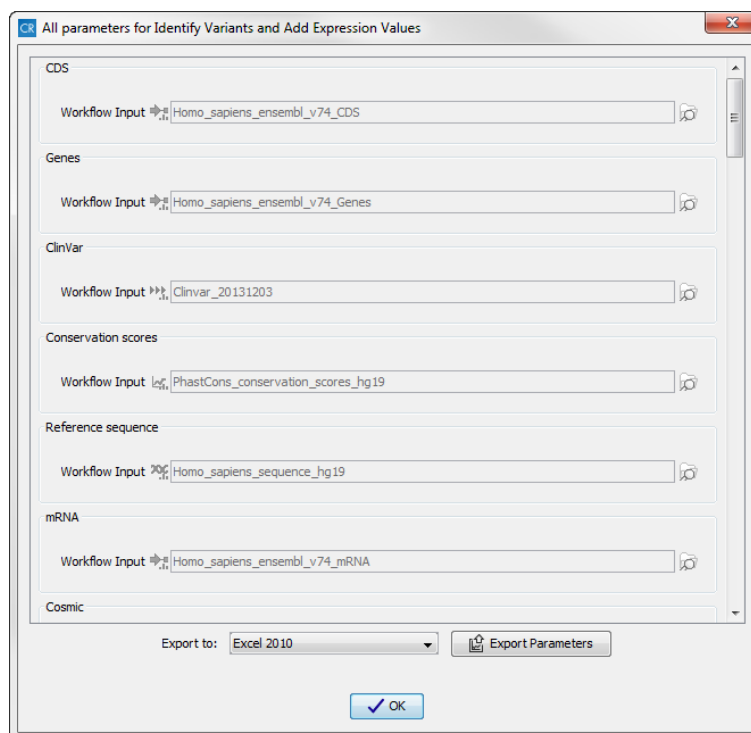 CR All parameters for Identify Variants and Add Expression Values
CDS
Workflow Input Homo_sapiens_ensembl_v74_CDS
Genes
Workflow Input Homo_sapiens_ensembl_v74_Genes
ClinVar
Workflow Input Clinvar_20131203
Conservation scores
Workflow Input PhastCons_conservation_scores_hg19
Reference sequence
Workflow Input Homo_sapiens_sequence_hg19
mRNA
Workflow Input Homo_sapiens_ensembl_v74_mRNA
Cosmic
Export to: Excel 2010 Export Parameters
OK